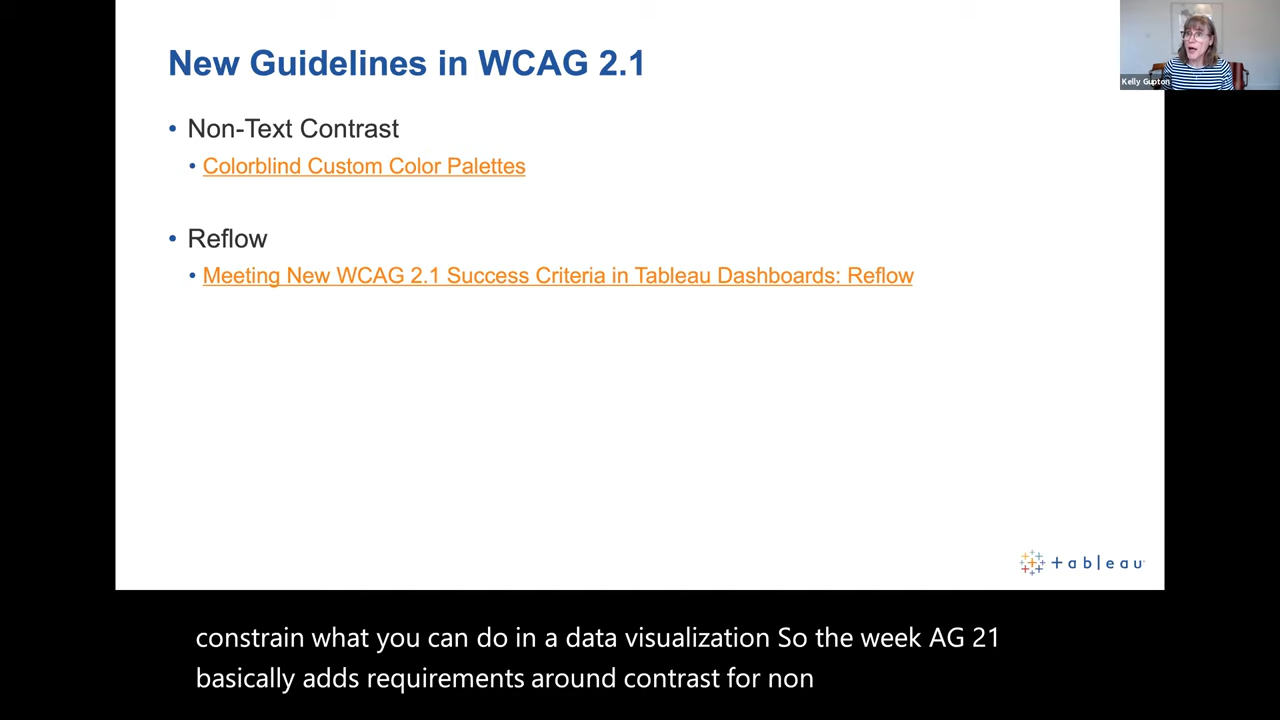 New Guidelines in WCAG 2.1
• Non-Text Contrast
• Colorblind Custom Color Palettes
• Reflow
• Meeting New WCAG 2.1 Success Criteria in Tableau Dashboards: Reflow
Kelly Gupton
+ableau
constrain what you can do in a data visualization So the week AG 21
basically adds requirements around contrast for non